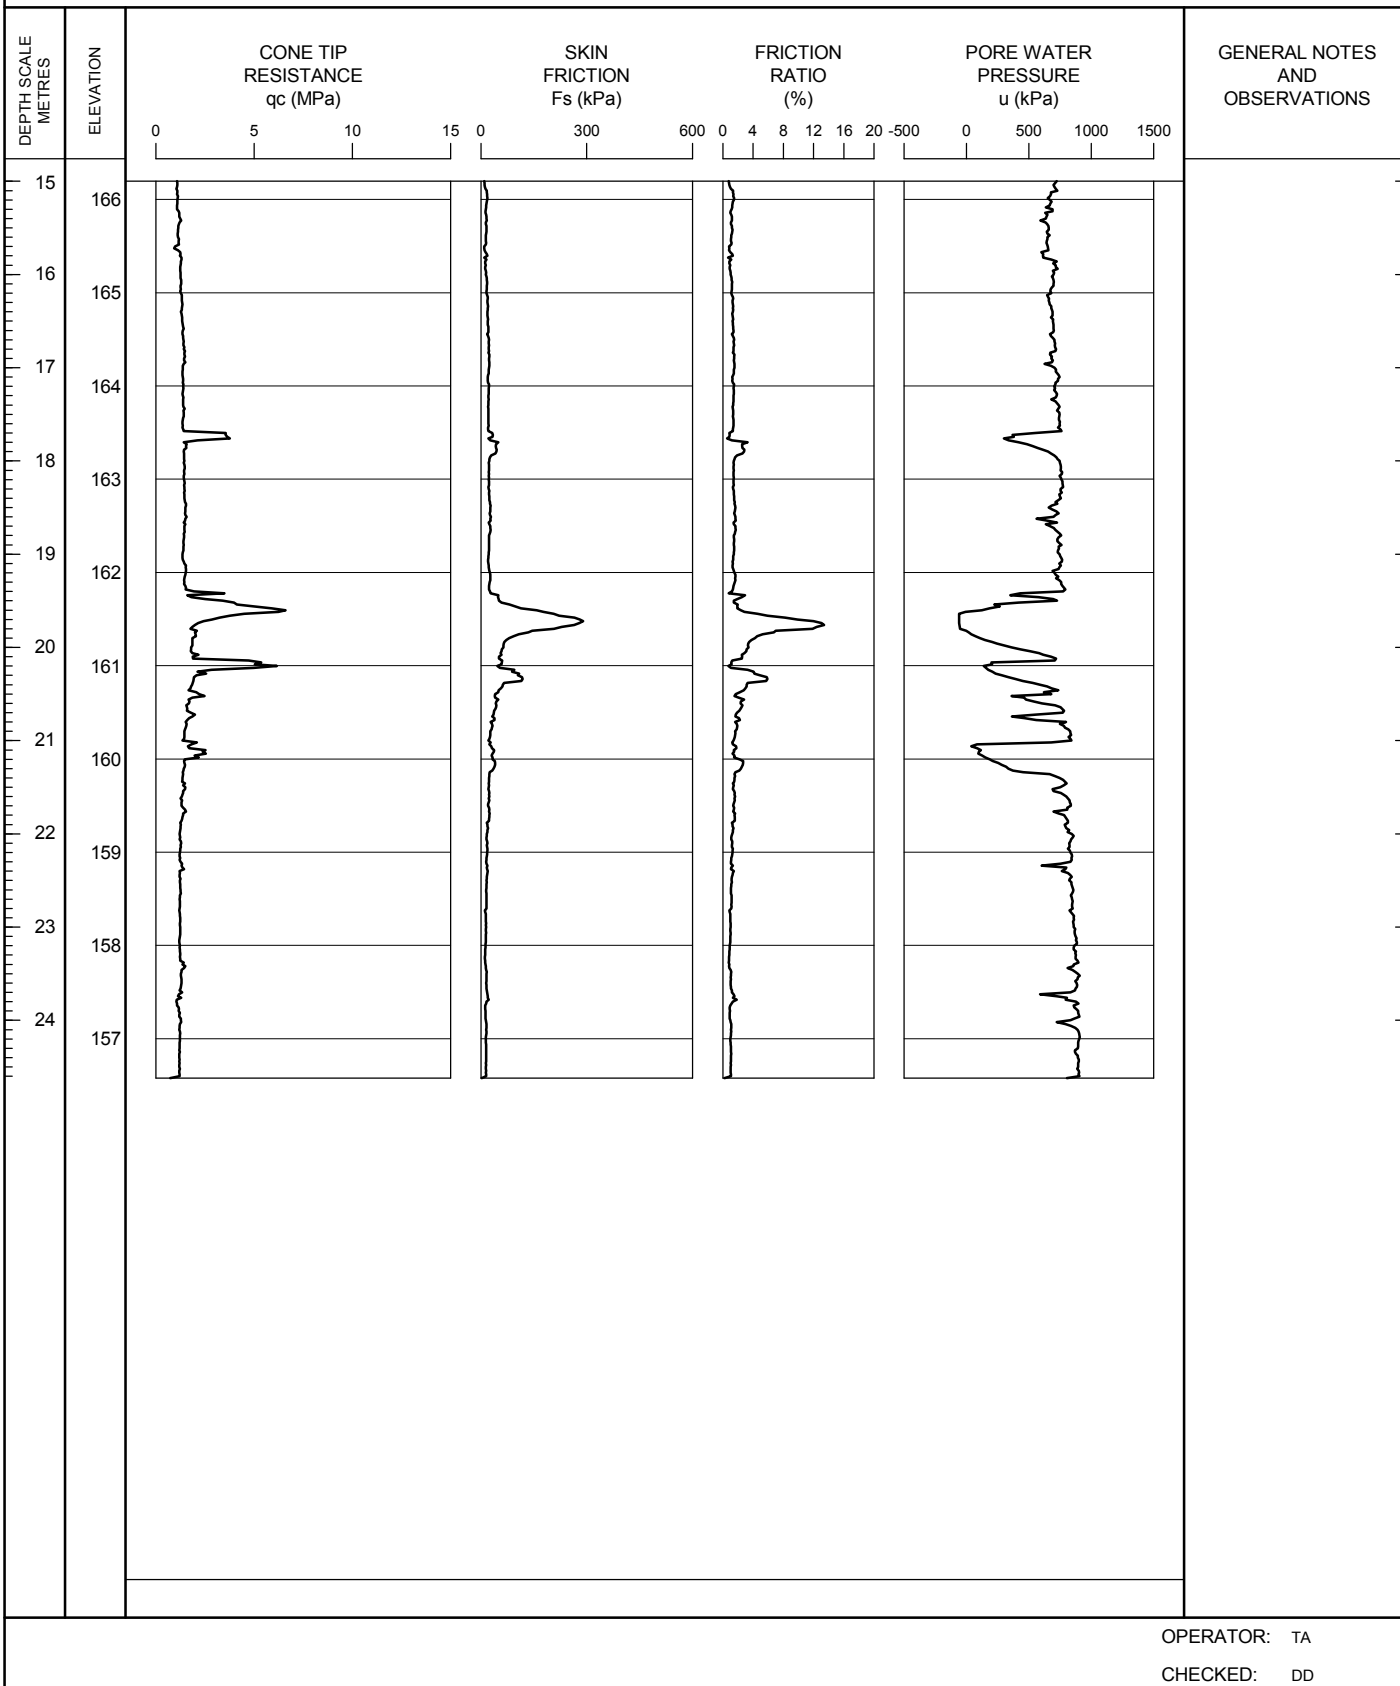 DEPTH SCALE
METRES
ELEVATION
CONE TIP
RESISTANCE
qc (MPa)
SKIN
FRICTION
Fs (kPa)
FRICTION
RATIO
(%)
PORE WATER
PRESSURE
u (kPa)
GENERAL NOTES
AND
OBSERVATIONS
0 5 10 15
0 300 600
0 4 8 12 16 20
-500 0 500 1000 1500
15
166
16
165
17
164
18
163
19
162
20
161
21
160
22
159
23
158
24
157
OPERATOR: TA
CHECKED: DD